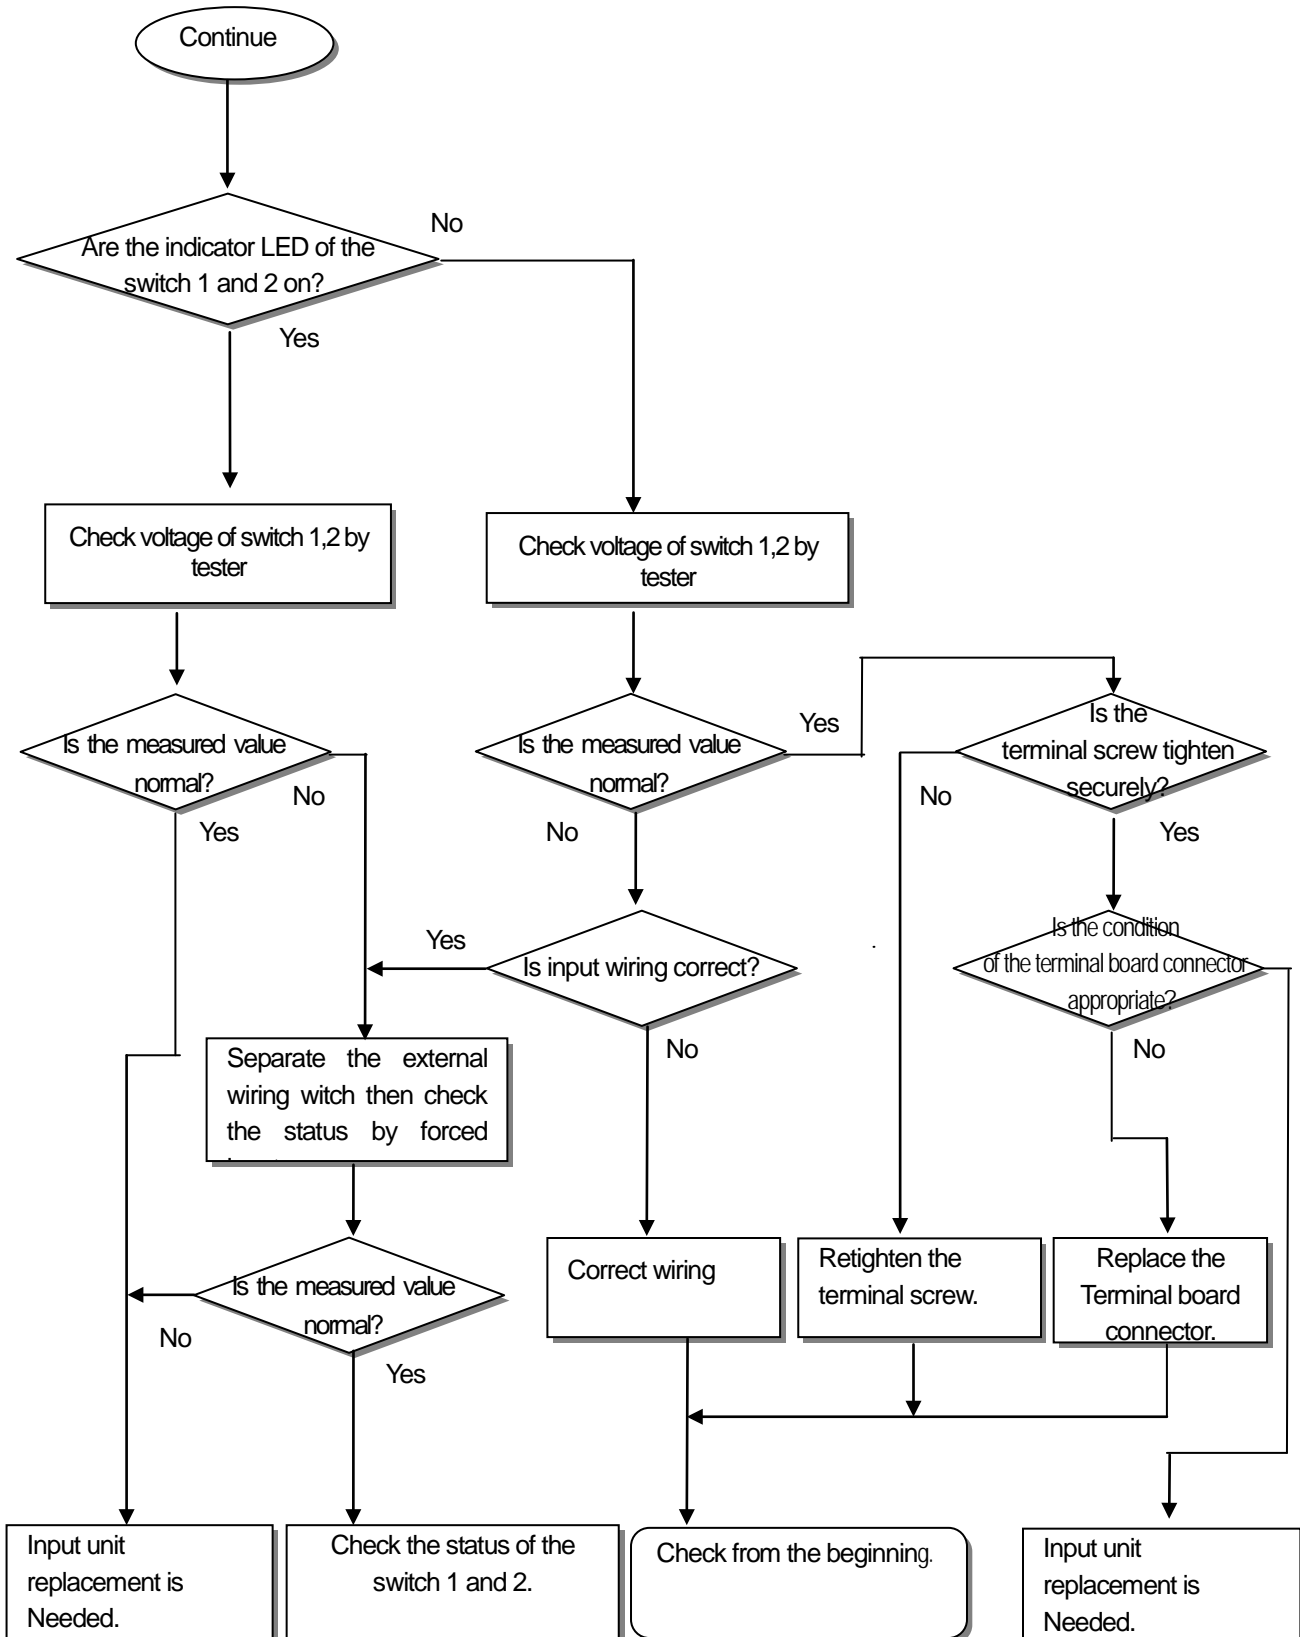 Continue
No
Are the indicator LED of the
switch 1 and 2 on?
Yes
Check voltage of switch 1,2 by
tester
Check voltage of switch 1,2 by
tester
Is the measured value
normal?
No
Yes
Is the measured value
normal?
Yes
No
Is the
terminal screw tighten
securely?
No
Yes
Yes
Is input wiring correct?
No
Is the condition
of the terminal board connector
appropriate?
No
Separate the external
wiring witch then check
the status by forced
Is the measured value
normal?
No
Yes
Correct wiring
Retighten the
terminal screw.
Replace the
Terminal board
connector.
Input unit
replacement is
Needed.
Check the status of the
switch 1 and 2.
Check from the beginning.
Input unit
replacement is
Needed.